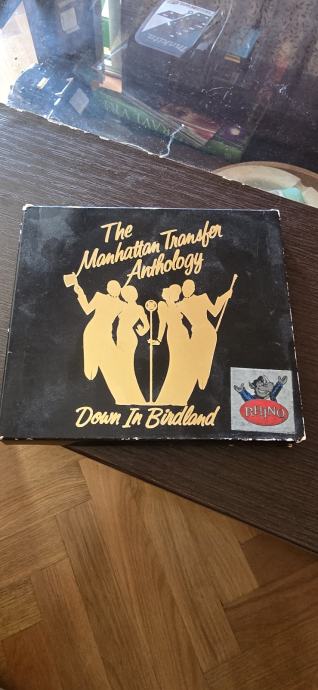 The
Manhattan Transfer
Anthology
Down In Birdland
RHINO